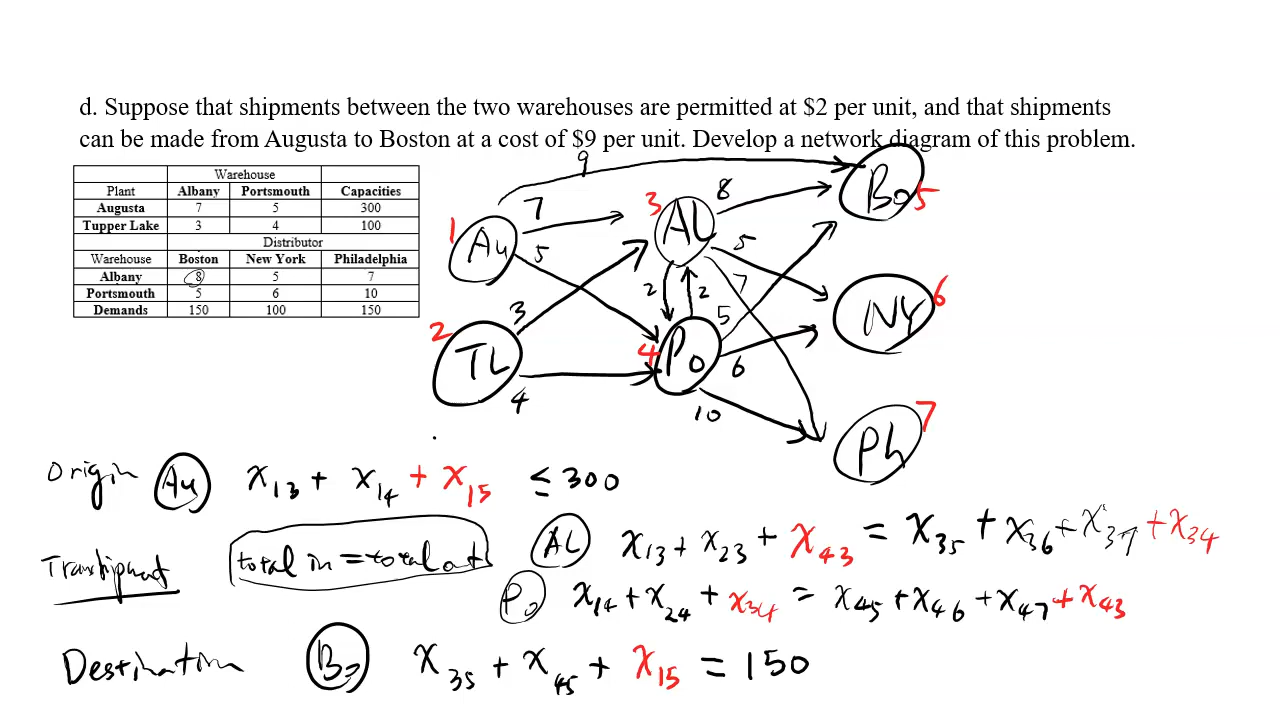 d. Suppose that shipments between the two warehouses are permitted at $2 per unit, and that shipments
can be made from Augusta to Boston at a cost of $9 per unit. Develop a network diagram of this problem.
Warehouse
Plant Albany Portsmouth Capacities
Augusta 7 5 300
Tupper Lake 3 4 100
Distributor
Warehouse Boston New York Philadelphia
Albany 8 5 7
Portsmouth 5 6 10
Demands 150 100 150
9
Bo 5
7
8
3 AL
1 Au
5
5
2 2
7
NY 6
3
5
2 TL
4 Po
6
4
10
Ph 7
Origin Au x13 + x14 + x15 ≤ 300
AL x13 + x23 + x43 = x35 + x36 + x37 + x34
total in = total out
Po x14 + x24 + x34 = x45 + x46 + x47 + x43
Destination Bo x35 + x45 + x15 = 150